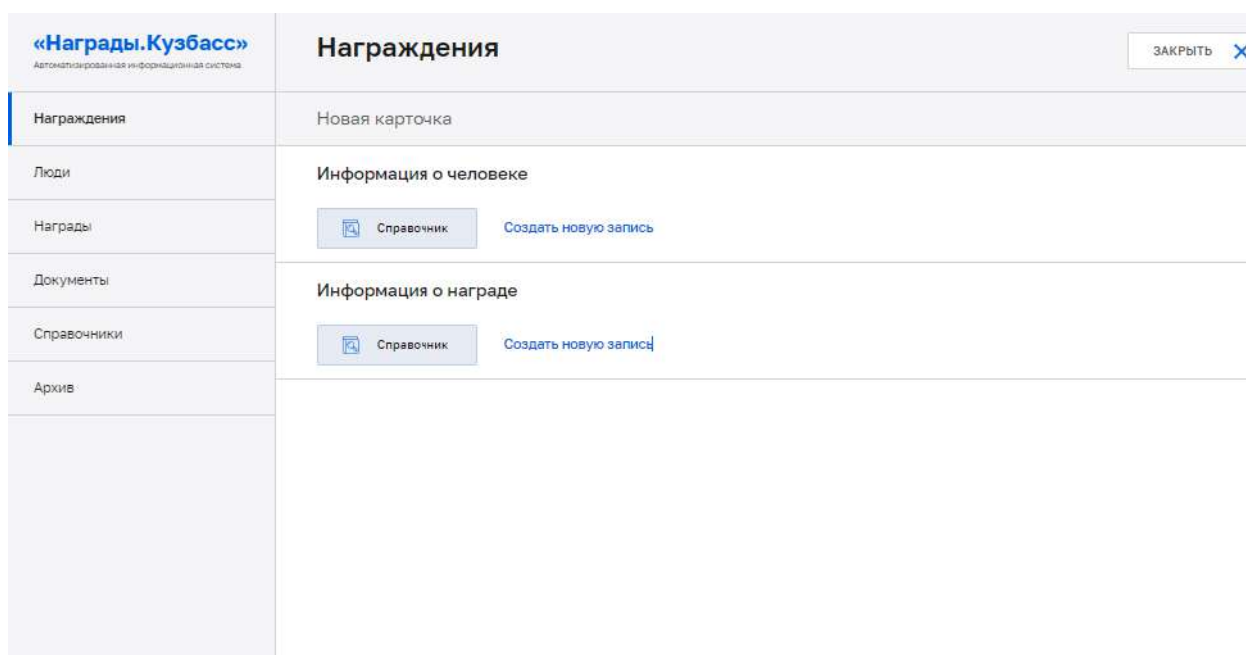 «Награды.Кузбасс»
Автоматизированная информационная система
Награждения
Люди
Награды
Документы
Справочники
Архив
Награждения
ЗАКРЫТЬ
Новая карточка
Информация о человеке
Справочник Создать новую запись
Информация о награде
Справочник Создать новую запись